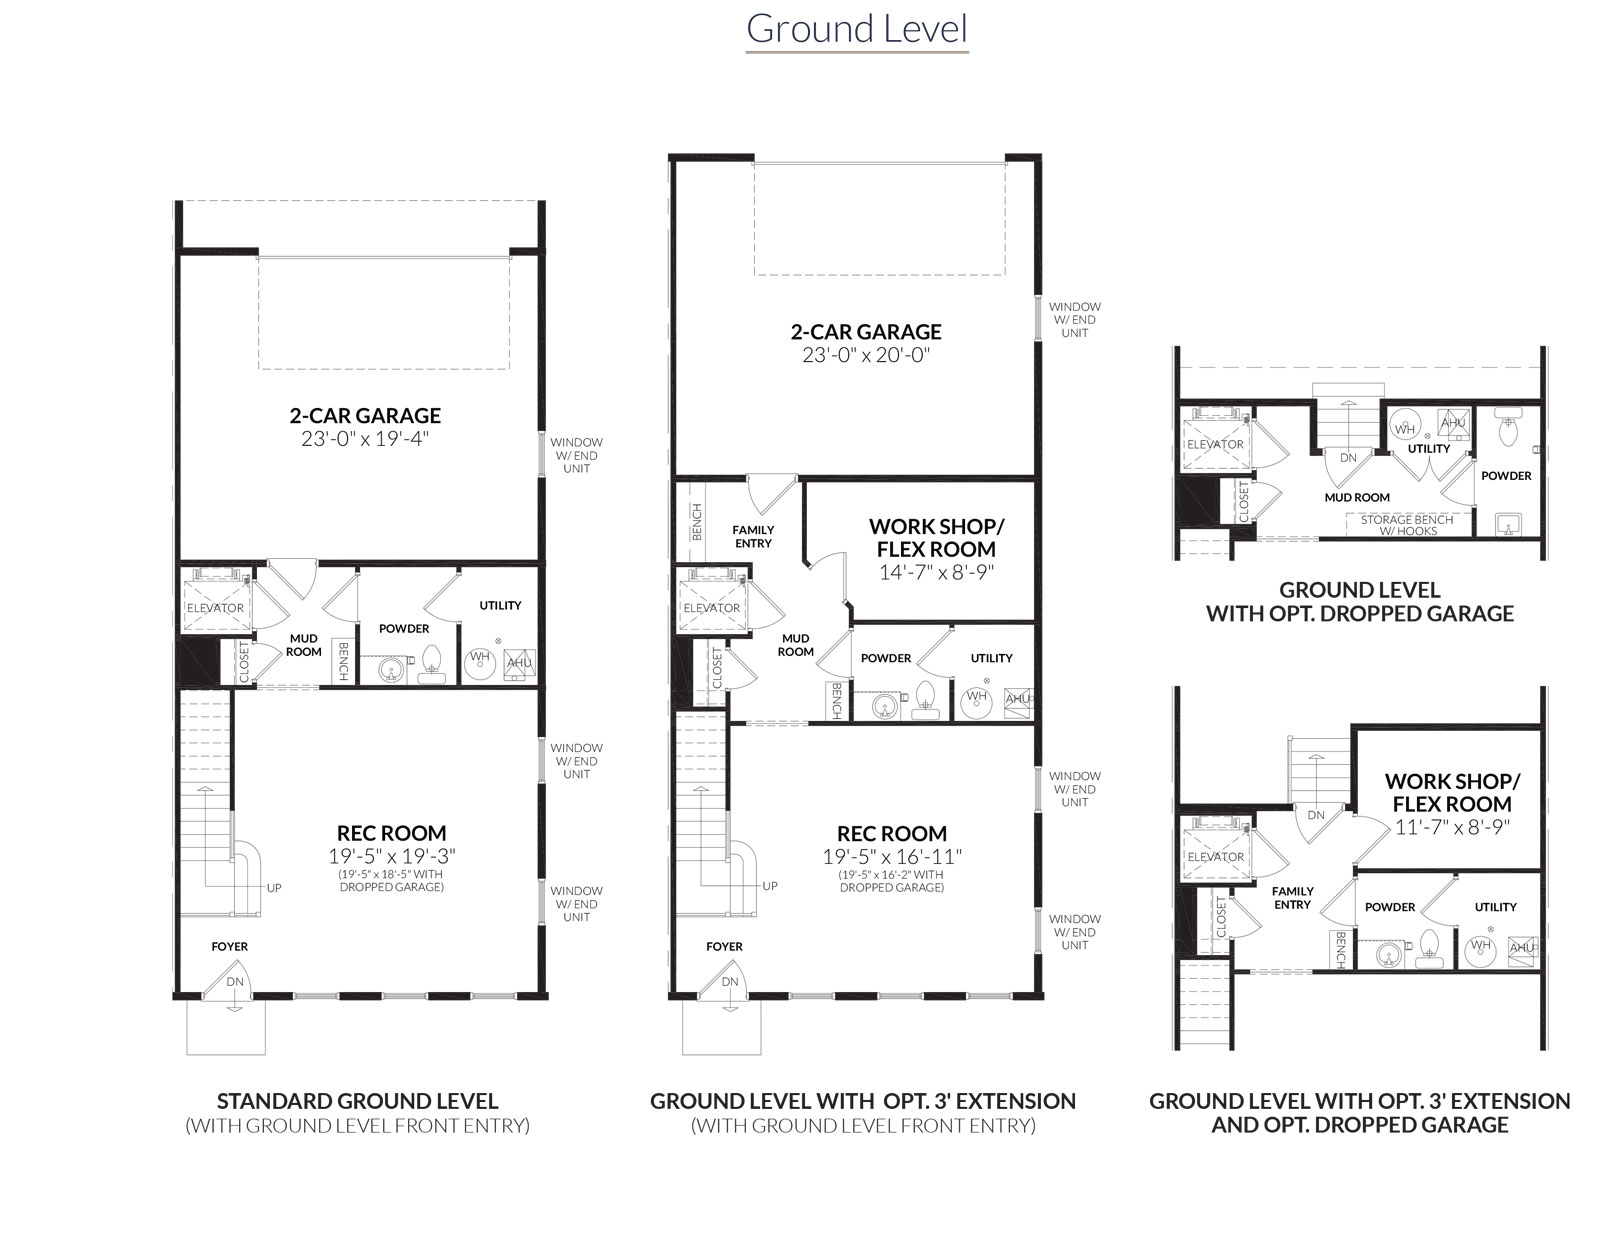 Ground Level
2-CAR GARAGE
23'-0" x 19'-4"
WINDOW
W/ END
UNIT
ELEVATOR
MUD
ROOM
CLOSET
BENCH
POWDER
UTILITY
WH
AHU
WINDOW
W/ END
UNIT
REC ROOM
19'-5" x 19'-3"
(19'-5" x 18'-5" WITH
DROPPED GARAGE)
UP
WINDOW
W/ END
UNIT
FOYER
DN
STANDARD GROUND LEVEL
(WITH GROUND LEVEL FRONT ENTRY)
2-CAR GARAGE
23'-0" x 20'-0"
WINDOW
W/ END
UNIT
BENCH
FAMILY
ENTRY
WORK SHOP/
FLEX ROOM
14'-7" x 8'-9"
ELEVATOR
MUD
ROOM
CLOSET
BENCH
POWDER
UTILITY
WH
AHU
WINDOW
W/ END
UNIT
REC ROOM
19'-5" x 16'-11"
(19'-5" x 16'-2" WITH
DROPPED GARAGE)
UP
WINDOW
W/ END
UNIT
FOYER
DN
GROUND LEVEL WITH OPT. 3' EXTENSION
(WITH GROUND LEVEL FRONT ENTRY)
ELEVATOR
DN
WH
AHU
UTILITY
POWDER
CLOSET
MUD ROOM
STORAGE BENCH
W/ HOOKS
GROUND LEVEL
WITH OPT. DROPPED GARAGE
WORK SHOP/
FLEX ROOM
11'-7" x 8'-9"
DN
ELEVATOR
FAMILY
ENTRY
CLOSET
BENCH
POWDER
UTILITY
WH
AHU
GROUND LEVEL WITH OPT. 3' EXTENSION
AND OPT. DROPPED GARAGE